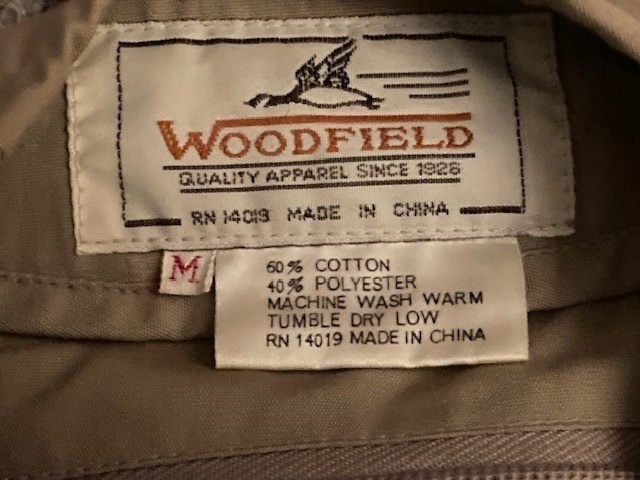 WOODFIELD
QUALITY APPAREL SINCE 1926
RN 14019 MADE IN CHINA
M
60% COTTON
40% POLYESTER
MACHINE WASH WARM
TUMBLE DRY LOW
RN 14019 MADE IN CHINA